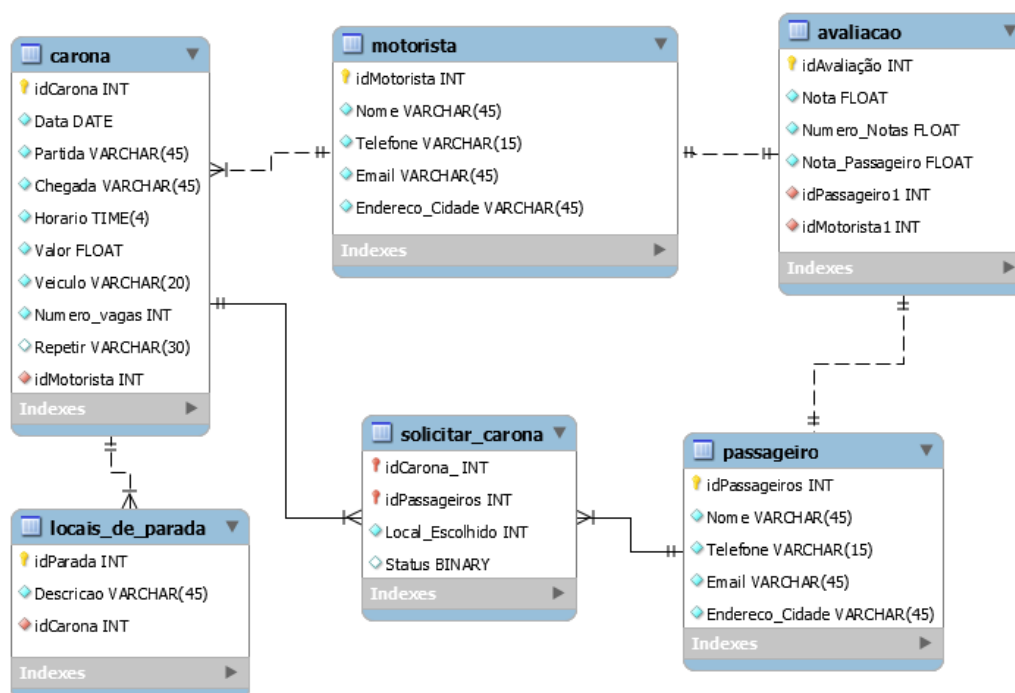 carona
idCarona INT
Data DATE
Partida VARCHAR(45)
Chegada VARCHAR(45)
Horario TIME(4)
Valor FLOAT
Veiculo VARCHAR(20)
Numero_vagas INT
Repetir VARCHAR(30)
idMotorista INT
Indexes
motorista
idMotorista INT
Nome VARCHAR(45)
Telefone VARCHAR(15)
Email VARCHAR(45)
Endereco_Cidade VARCHAR(45)
Indexes
avaliacao
idAvaliação INT
Nota FLOAT
Numero_Notas FLOAT
Nota_Passageiro FLOAT
idPassageiro1 INT
idMotorista1 INT
Indexes
locais_de_parada
idParada INT
Descricao VARCHAR(45)
idCarona INT
Indexes
solicitar_carona
idCarona_ INT
idPassageiros INT
Local_Escolhido INT
Status BINARY
Indexes
passageiro
idPassageiros INT
Nome VARCHAR(45)
Telefone VARCHAR(15)
Email VARCHAR(45)
Endereco_Cidade VARCHAR(45)
Indexes